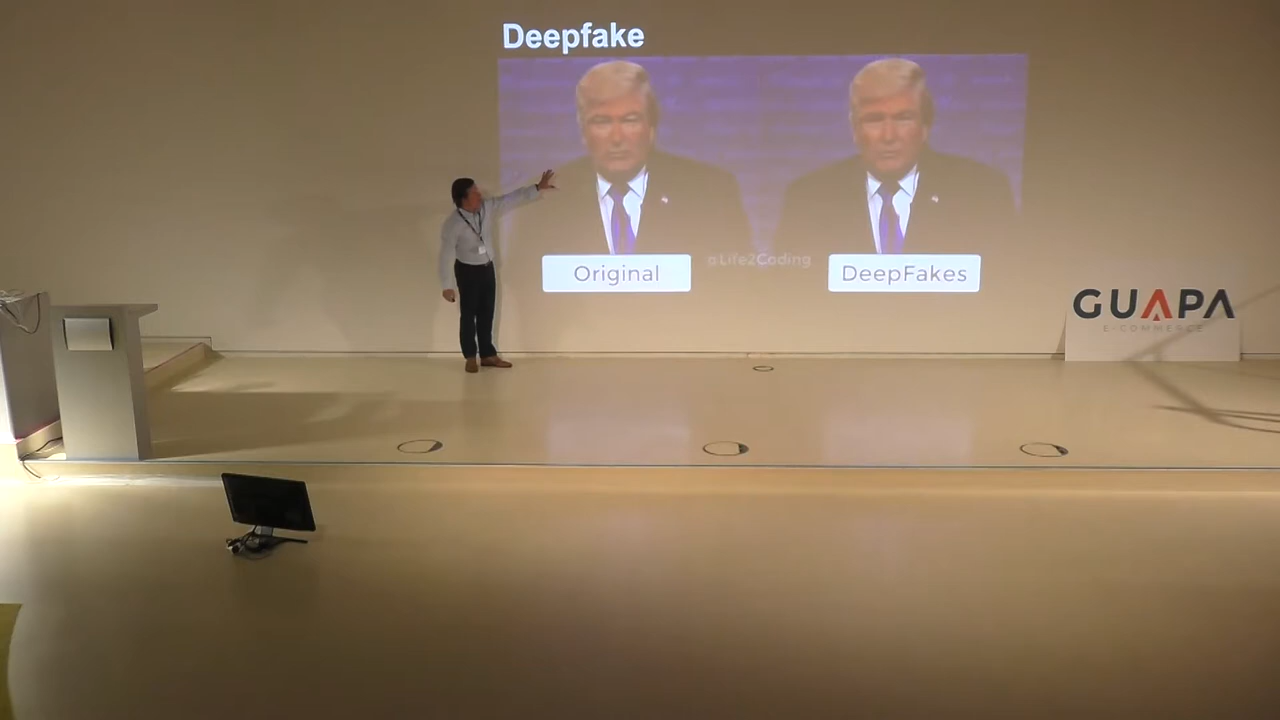 Deepfake
Original
@Life2Coding
DeepFakes
GUAPA
E-COMMERCE